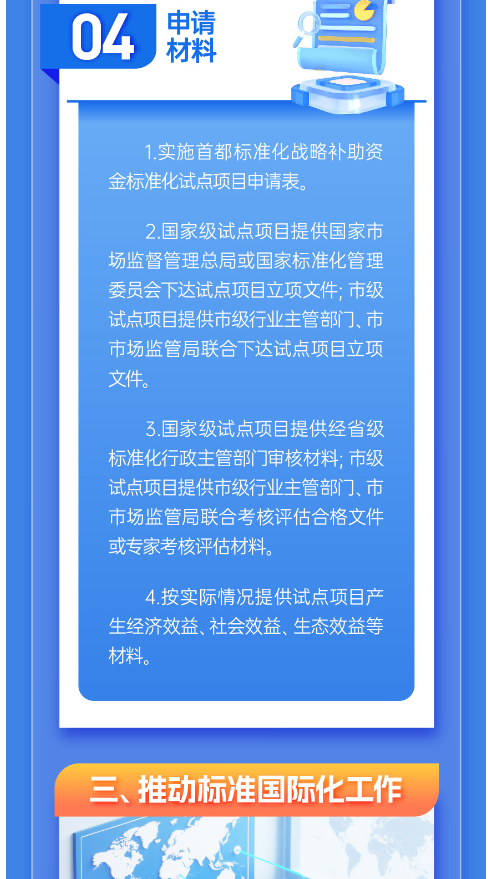 04
申请
材料
1.实施首都标准化战略补助资
金标准化试点项目申请表。
2.国家级试点项目提供国家市
场监督管理总局或国家标准化管理
委员会下达试点项目立项文件; 市级
试点项目提供市级行业主管部门、市
市场监管局联合下达试点项目立项
文件。
3.国家级试点项目提供经省级
标准化行政主管部门审核材料; 市级
试点项目提供市级行业主管部门、市
市场监管局联合考核评估合格文件
或专家考核评估材料。
4.按实际情况提供试点项目产
生经济效益、社会效益、生态效益等
材料。
三、推动标准国际化工作